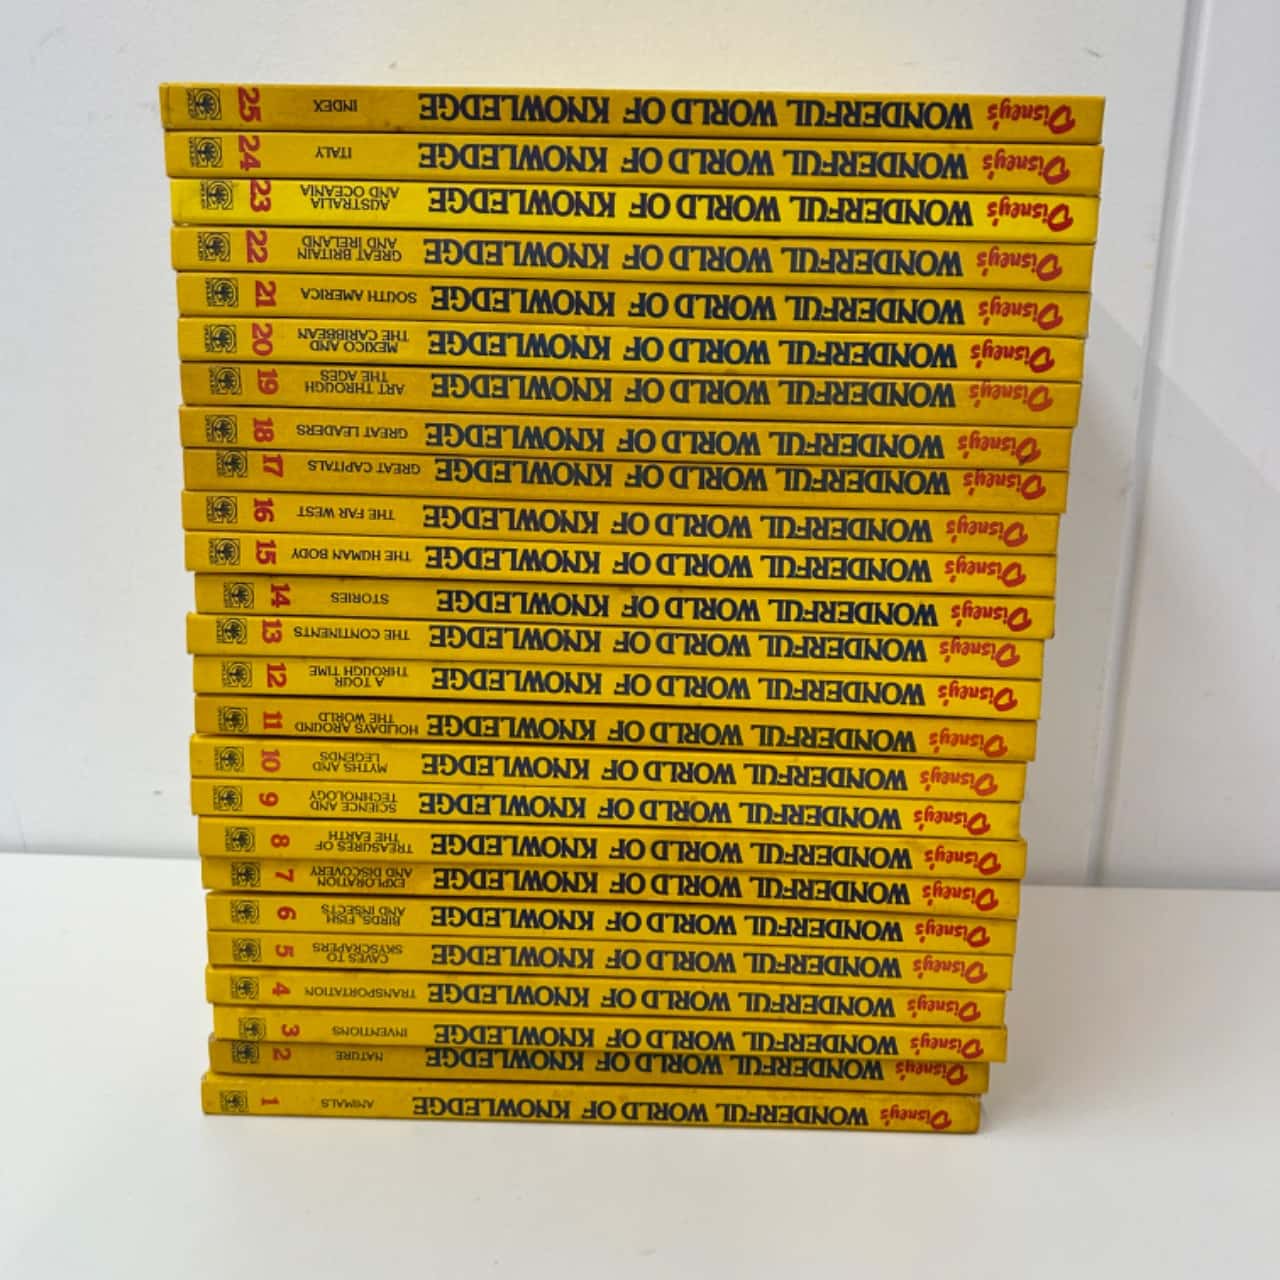 Disney's WONDERFUL WORLD OF KNOWLEDGE INDEX 25
Disney's WONDERFUL WORLD OF KNOWLEDGE ITALY 24
Disney's WONDERFUL WORLD OF KNOWLEDGE AUSTRALIA AND OCEANIA 23
Disney's WONDERFUL WORLD OF KNOWLEDGE GREAT BRITAIN AND IRELAND 22
Disney's WONDERFUL WORLD OF KNOWLEDGE SOUTH AMERICA 21
Disney's WONDERFUL WORLD OF KNOWLEDGE MEXICO AND THE CARIBBEAN 20
Disney's WONDERFUL WORLD OF KNOWLEDGE ART THROUGH THE AGES 19
Disney's WONDERFUL WORLD OF KNOWLEDGE GREAT LEADERS 18
Disney's WONDERFUL WORLD OF KNOWLEDGE GREAT CAPITALS 17
Disney's WONDERFUL WORLD OF KNOWLEDGE THE FAR WEST 16
Disney's WONDERFUL WORLD OF KNOWLEDGE THE HUMAN BODY 15
Disney's WONDERFUL WORLD OF KNOWLEDGE STORIES 14
Disney's WONDERFUL WORLD OF KNOWLEDGE THE CONTINENTS 13
Disney's WONDERFUL WORLD OF KNOWLEDGE A TOUR THROUGH TIME 12
Disney's WONDERFUL WORLD OF KNOWLEDGE HOLIDAYS AROUND THE WORLD 11
Disney's WONDERFUL WORLD OF KNOWLEDGE MYTHS AND LEGENDS 10
Disney's WONDERFUL WORLD OF KNOWLEDGE SCIENCE AND TECHNOLOGY 9
Disney's WONDERFUL WORLD OF KNOWLEDGE TREASURES OF THE EARTH 8
Disney's WONDERFUL WORLD OF KNOWLEDGE EXPLORATION AND DISCOVERY 7
Disney's WONDERFUL WORLD OF KNOWLEDGE BIRDS, FISH AND INSECTS 6
Disney's WONDERFUL WORLD OF KNOWLEDGE CAVES TO SKYSCRAPERS 5
Disney's WONDERFUL WORLD OF KNOWLEDGE TRANSPORTATION 4
Disney's WONDERFUL WORLD OF KNOWLEDGE INVENTIONS 3
Disney's WONDERFUL WORLD OF KNOWLEDGE NATURE 2
Disney's WONDERFUL WORLD OF KNOWLEDGE ANIMALS 1